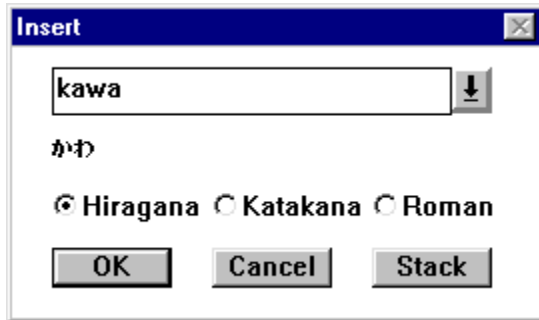 Insert
kawa
かわ
Hiragana Katakana Roman
OK Cancel Stack